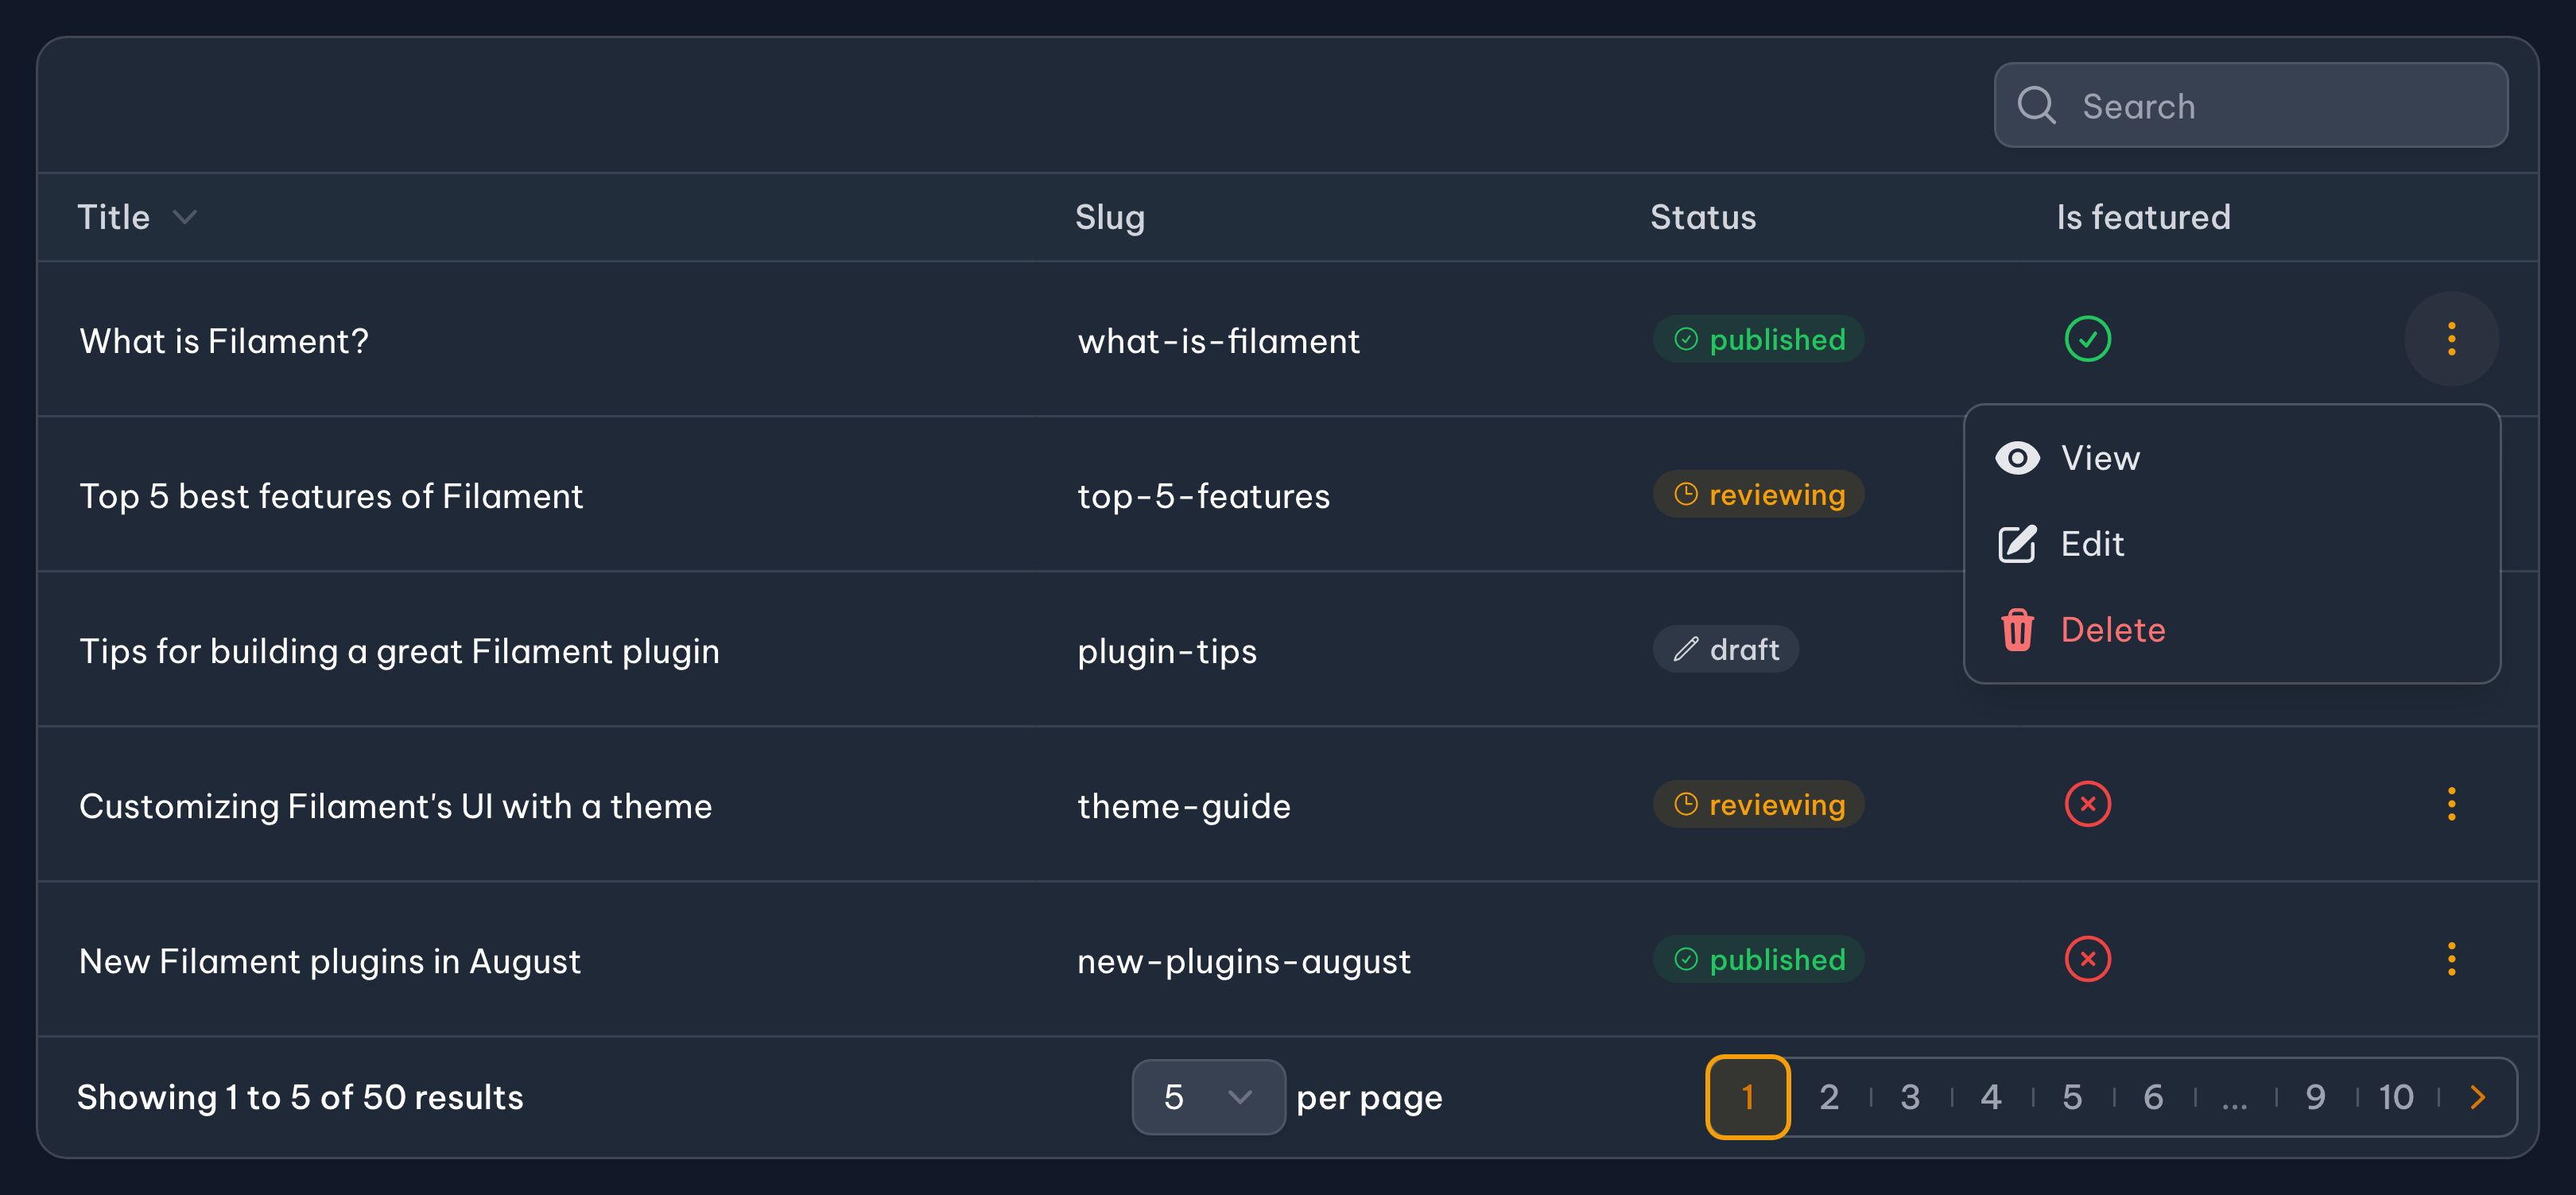 Search
Title Slug Status Is featured
What is Filament? what-is-filament published
Top 5 best features of Filament top-5-features reviewing
Tips for building a great Filament plugin plugin-tips draft
View
Edit
Delete
Customizing Filament's UI with a theme theme-guide reviewing
New Filament plugins in August new-plugins-august published
Showing 1 to 5 of 50 results 5 per page 1 2 3 4 5 6 ... 9 10